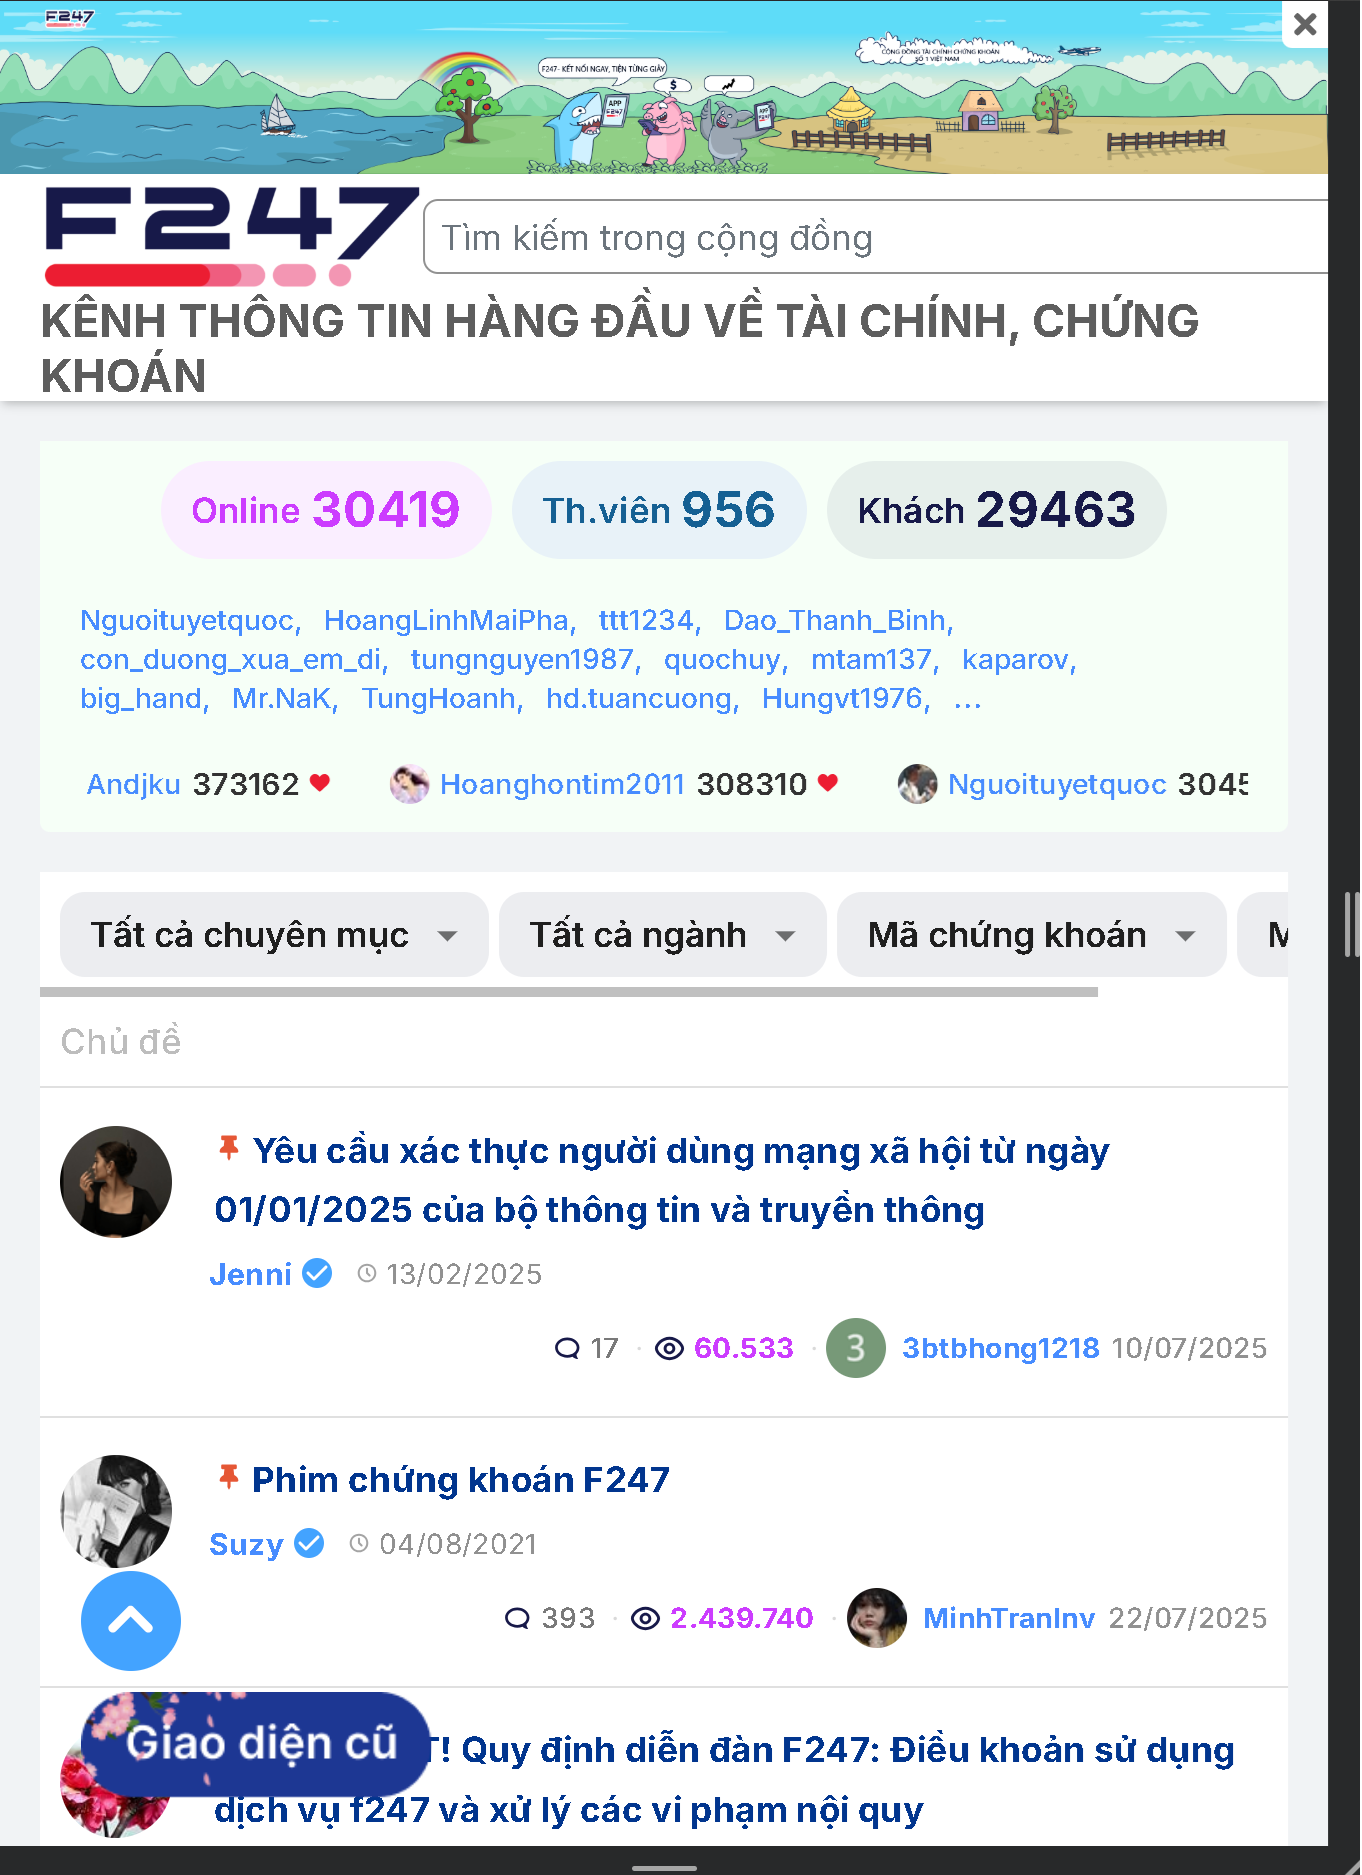 F247
F247- KẾT NỐI NGAY, TIỆN TỪNG GIÂY
CỘNG ĐỒNG TÀI CHÍNH CHỨNG KHOÁN
SỐ 1 VIỆT NAM
$
APP
F247
APP
F247
Tìm kiếm trong cộng đồng
KÊNH THÔNG TIN HÀNG ĐẦU VỀ TÀI CHÍNH, CHỨNG
KHOÁN
Online 30419
Th.viên 956
Khách 29463
Nguoituyetquoc, HoangLinhMaiPha, ttt1234, Dao_Thanh_Binh,
con_duong_xua_em_di, tungnguyen1987, quochuy, mtam137, kaparov,
big_hand, Mr.NaK, TungHoanh, hd.tuancuong, Hungvt1976, ...
Andjku 373162 Hoanghontim2011 308310 Nguoituyetquoc 3045
Tất cả chuyên mục
Tất cả ngành
Mã chứng khoán
M
Chủ đề
Yêu cầu xác thực người dùng mạng xã hội từ ngày
01/01/2025 của bộ thông tin và truyền thông
Jenni 13/02/2025
17 · 60.533 · 3 3btbhong1218 10/07/2025
Phim chứng khoán F247
Suzy 04/08/2021
393 · 2.439.740 · MinhTranInv 22/07/2025
Giao diện cũ
T! Quy định diễn đàn F247: Điều khoản sử dụng
dịch vụ f247 và xử lý các vi phạm nội quy